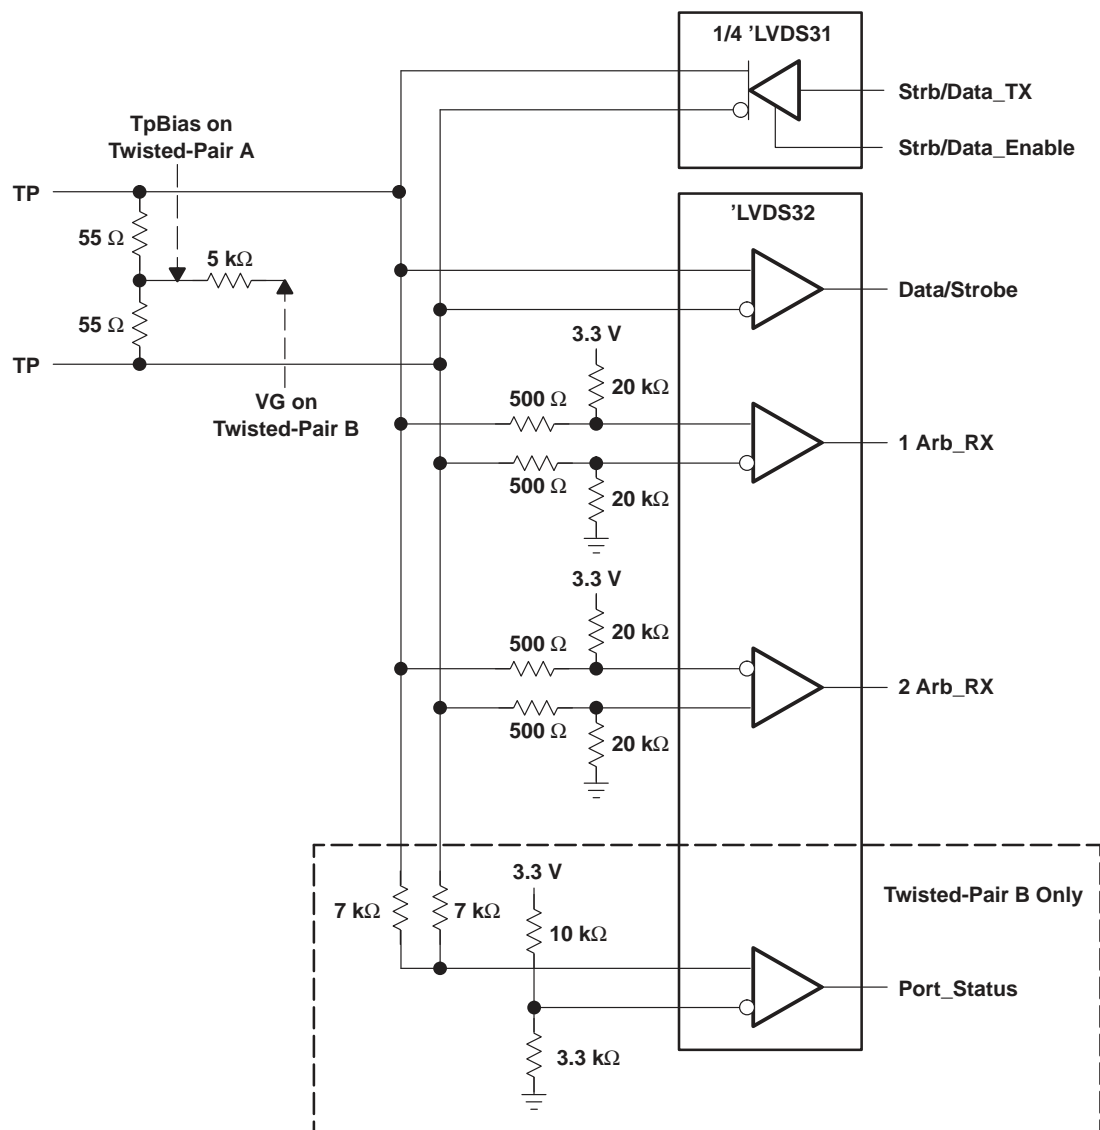 1/4 ’LVDS31
Strb/Data_TX
Strb/Data_Enable
TpBias on
Twisted-Pair A
TP
’LVDS32
55 Ω
5 kΩ
Data/Strobe
55 Ω
3.3 V
TP
20 kΩ
500 Ω
VG on
Twisted-Pair B
1 Arb_RX
500 Ω
20 kΩ
3.3 V
20 kΩ
500 Ω
2 Arb_RX
500 Ω
20 kΩ
3.3 V
Twisted-Pair B Only
7 kΩ
7 kΩ
10 kΩ
Port_Status
3.3 kΩ